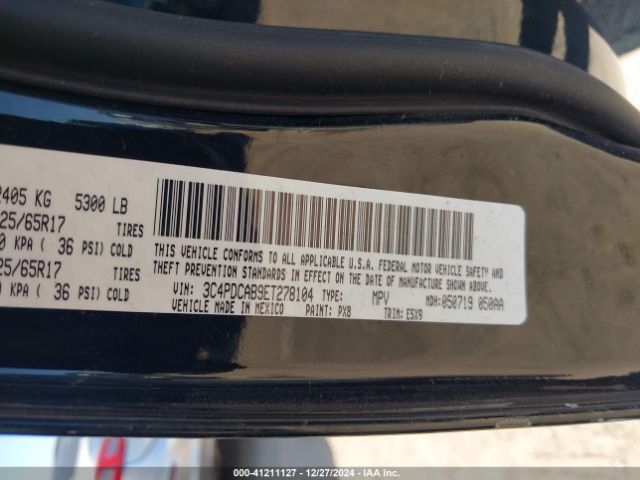 2405 KG 5300 LB
25/65R17 TIRES
0 KPA ( 36 PSI) COLD
25/65R17 TIRES
KPA ( 36 PSI) COLD
THIS VEHICLE CONFORMS TO ALL APPLICABLE U.S.A. FEDERAL MOTOR VEHICLE SAFETY AND
THEFT PREVENTION STANDARDS IN EFFECT ON THE DATE OF MANUFACTURE SHOWN ABOVE.
VIN: 3C4PDCAB9ET278104 TYPE: MPV MDH:050719 050AA
VEHICLE MADE IN MEXICO PAINT: PX8 TRIM: E5X9
000-41211127 • 12/27/2024 • IAA Inc.